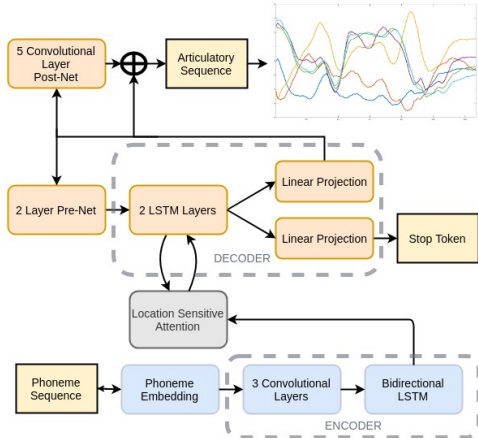 5 Convolutional
Layer
Post-Net
Articulatory
Sequence
2 Layer Pre-Net
2 LSTM Layers
Linear Projection
Linear Projection
Stop Token
DECODER
Location Sensitive
Attention
Phoneme
Sequence
Phoneme
Embedding
3 Convolutional
Layers
Bidirectional
LSTM
ENCODER